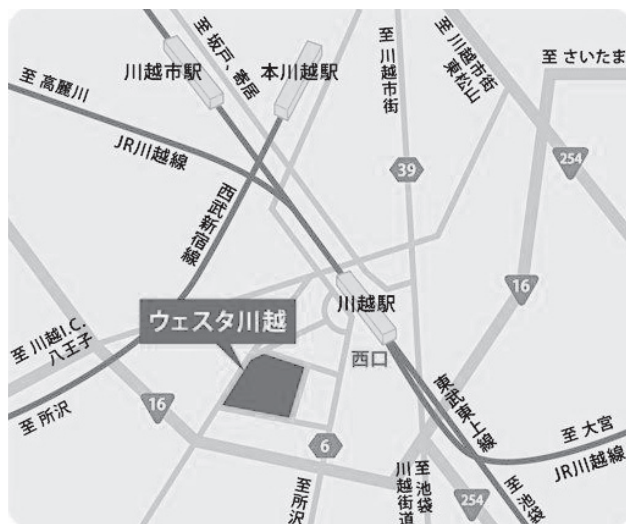 至 坂戸・寄居
至 川越市街
至 川越市街
東松山
至 さいたま
川越市駅
本川越駅
至 高麗川
JR川越線
西武新宿線
39
254
16
川越駅
ウェスタ川越
西口
至 川越I.C.
八王子
至 所沢
16
6
東武東上線
至 大宮
JR川越線
至 所沢
至 池袋
川越街道
254
至 池袋